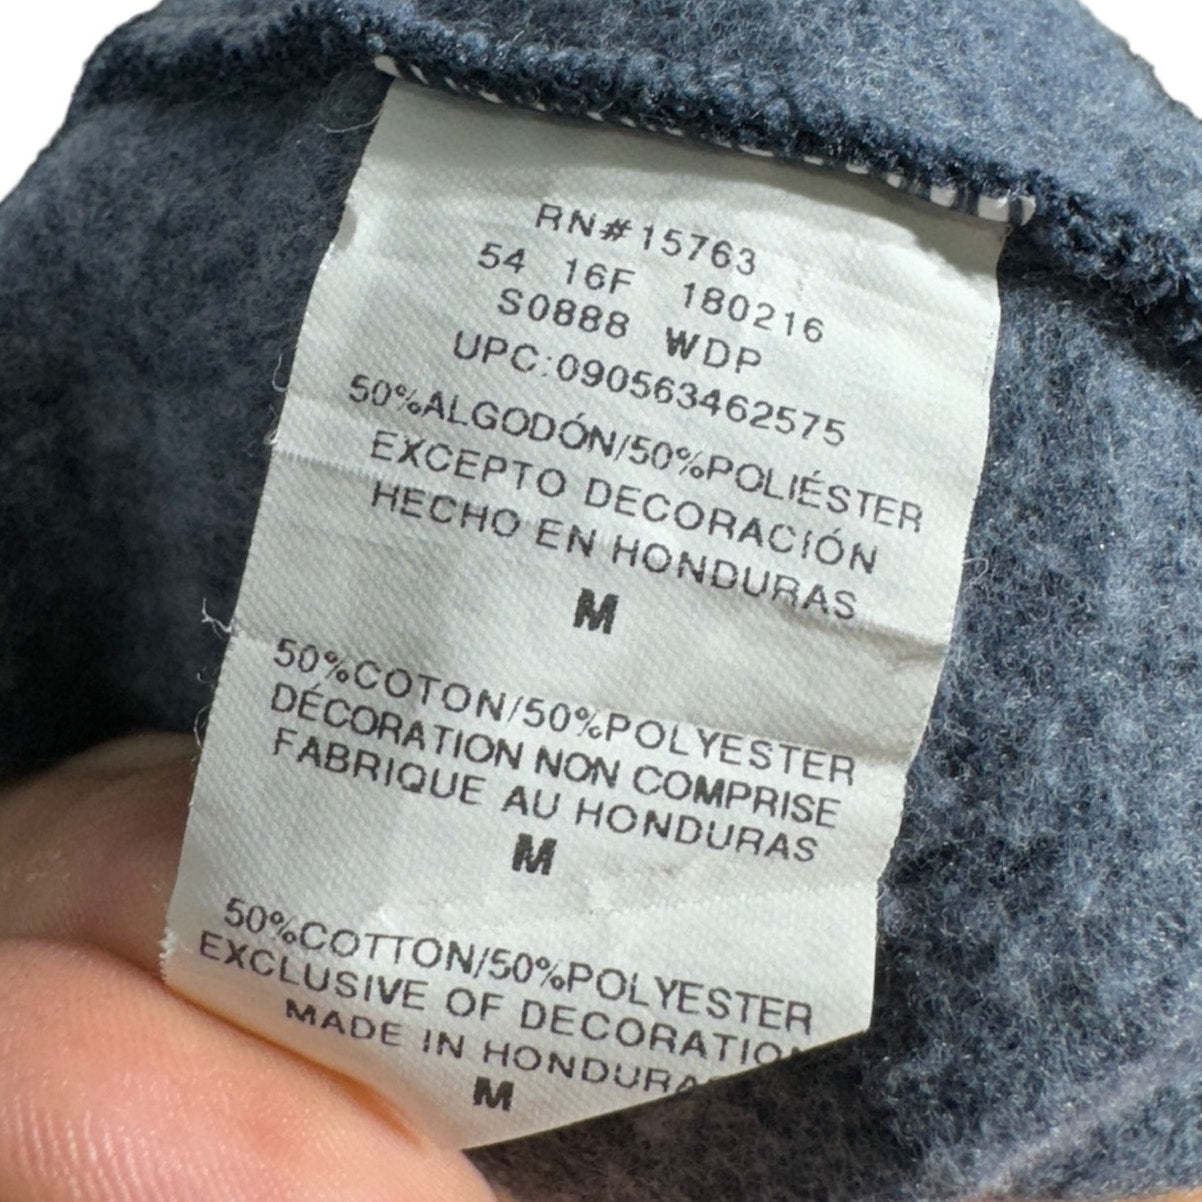 RN#15763
54 16F 180216
S0888 WDP
UPC:090563462575
50%ALGODÓN/50%POLIÉSTER
EXCEPTO DECORACIÓN
HECHO EN HONDURAS
M
50%COTON/50%POLYESTER
DÉCORATION NON COMPRISE
FABRIQUE AU HONDURAS
M
50%COTTON/50%POLYESTER
EXCLUSIVE OF DECORATIO
MADE IN HONDURA
M